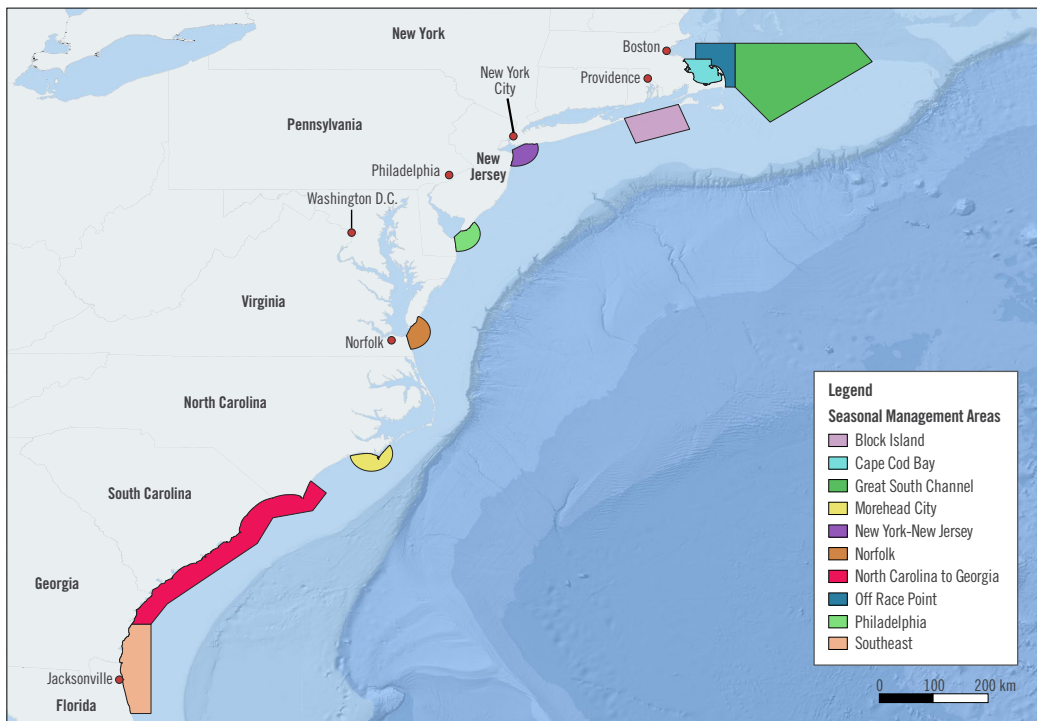 New York
Boston
New York
City
Providence
Pennsylvania
New
Jersey
Philadelphia
Washington D.C.
Virginia
Norfolk
North Carolina
South Carolina
Georgia
Jacksonville
Florida
Legend
Seasonal Management Areas
Block Island
Cape Cod Bay
Great South Channel
Morehead City
New York–New Jersey
Norfolk
North Carolina to Georgia
Off Race Point
Philadelphia
Southeast
0 100 200 km